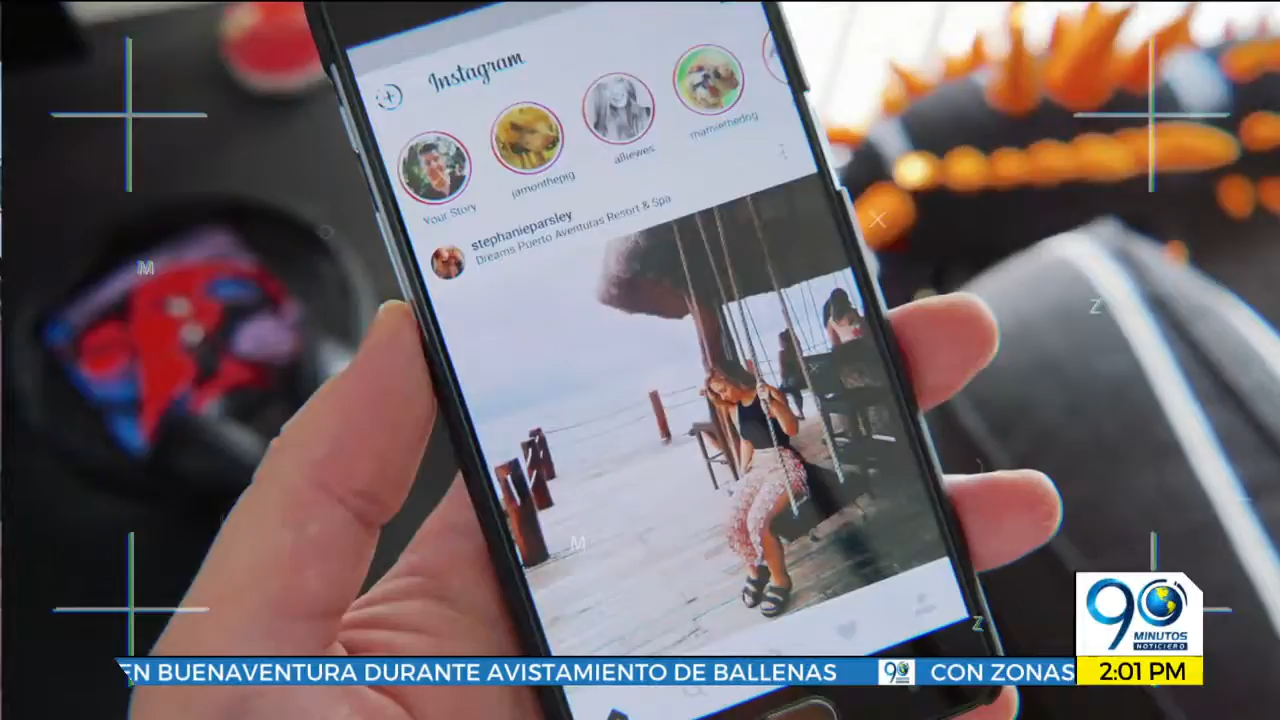 Instagram
Your Story
jamonthepig
alliewes
mamiethedog
stephanieparsley
Dreams Puerto Aventuras Resort & Spa
M
Z
M
Z
90
MINUTOS
NOTICIERO
EN BUENAVENTURA DURANTE AVISTAMIENTO DE BALLENAS
90
CON ZONAS
2:01 PM